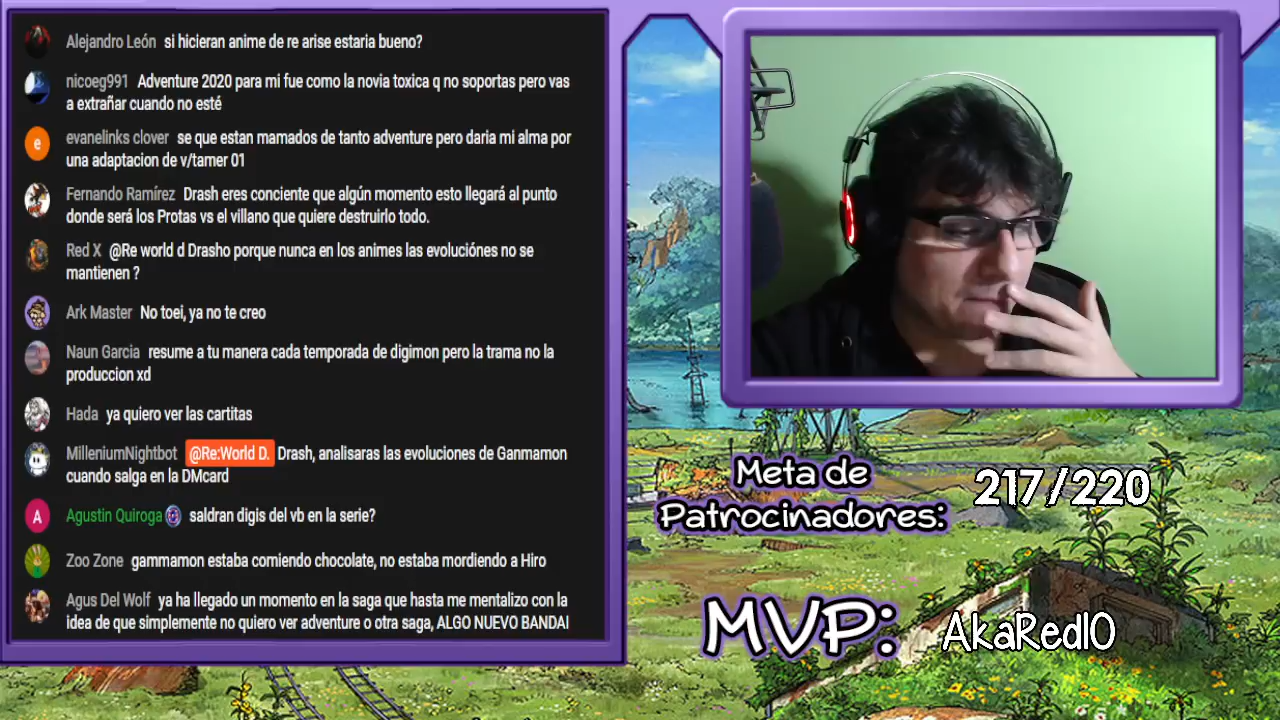 Alejandro León si hicieran anime de re arise estaria bueno?
nicoeg991 Adventure 2020 para mi fue como la novia toxica q no soportas pero vas
a extrañar cuando no esté
evanelinks clover se que estan mamados de tanto adventure pero daria mi alma por
una adaptacion de v/tamer 01
Fernando Ramírez Drash eres conciente que algún momento esto llegará al punto
donde será los Protas vs el villano que quiere destruirlo todo.
Red X @Re world d Drasho porque nunca en los animes las evoluciónes no se
mantienen ?
Ark Master No toei, ya no te creo
Naun Garcia resume a tu manera cada temporada de digimon pero la trama no la
produccion xd
Hada ya quiero ver las cartitas
MilleniumNightbot @Re:World D. Drash, analisaras las evoluciones de Ganmamon
cuando salga en la DMcard
A Agustin Quiroga saldran digis del vb en la serie?
Zoo Zone gammamon estaba comiendo chocolate, no estaba mordiendo a Hiro
Agus Del Wolf ya ha llegado un momento en la saga que hasta me mentalizo con la
idea de que simplemente no quiero ver adventure o otra saga, ALGO NUEVO BANDAI
e
Meta de
Patrocinadores:
217/220
MVP:
AkaRed10